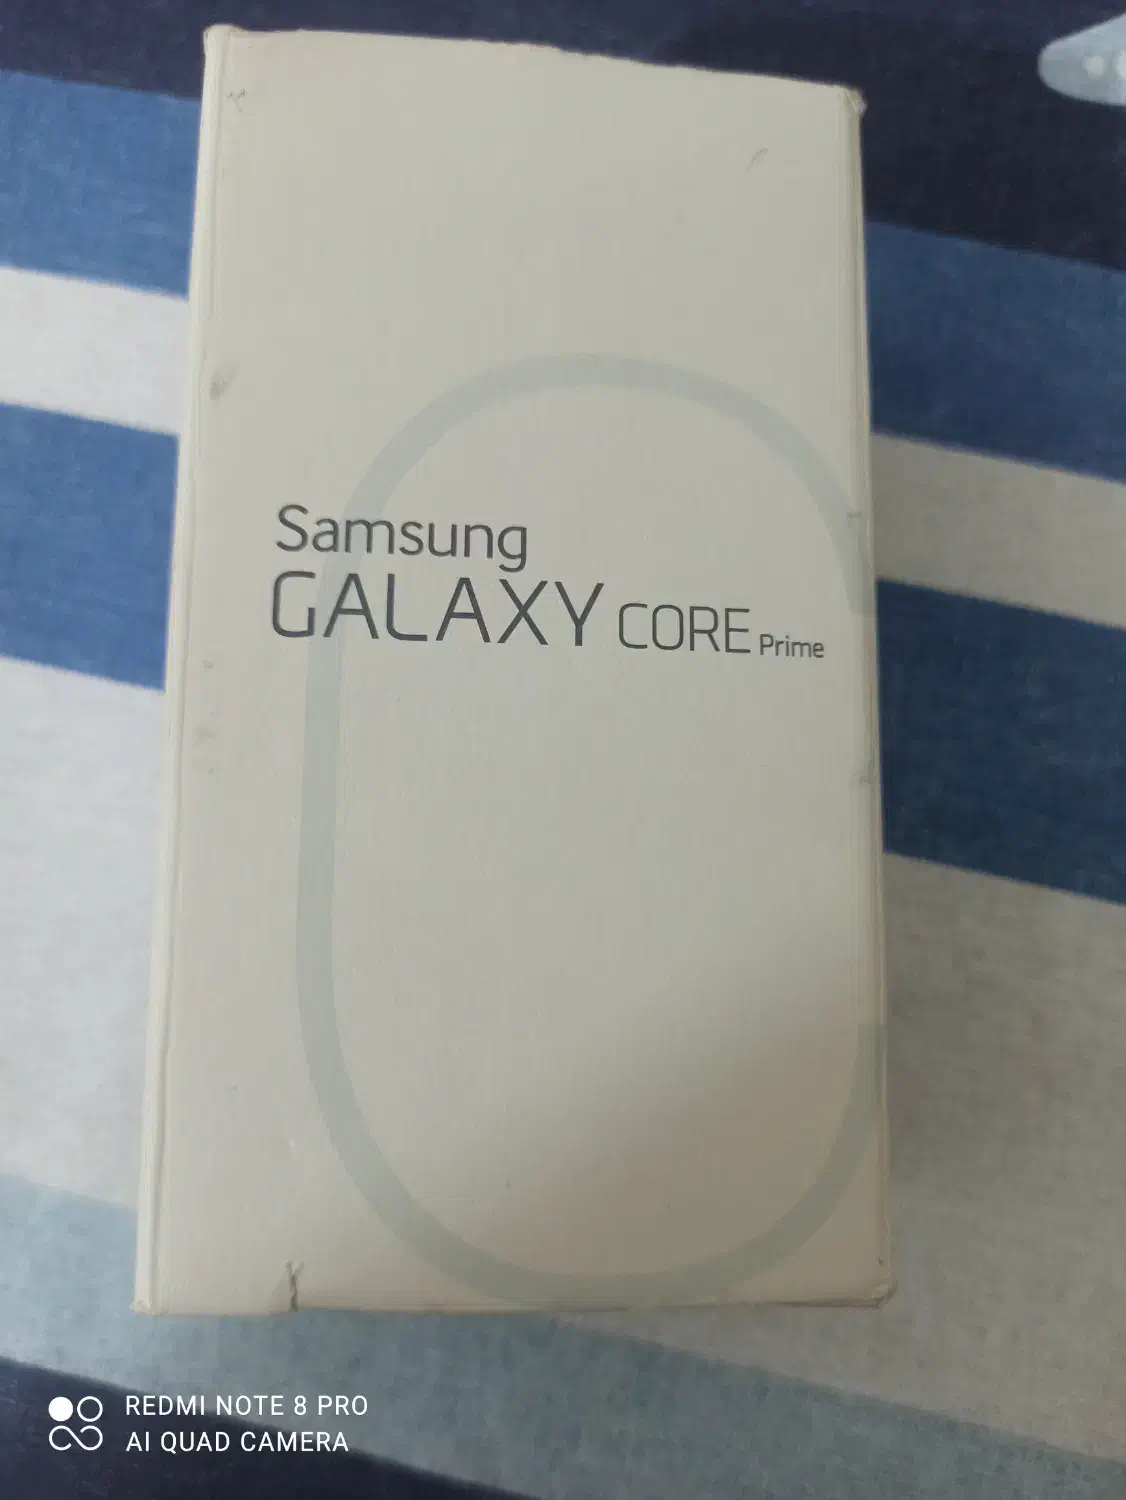 Samsung
GALAXY CORE Prime
REDMI NOTE 8 PRO
AI QUAD CAMERA